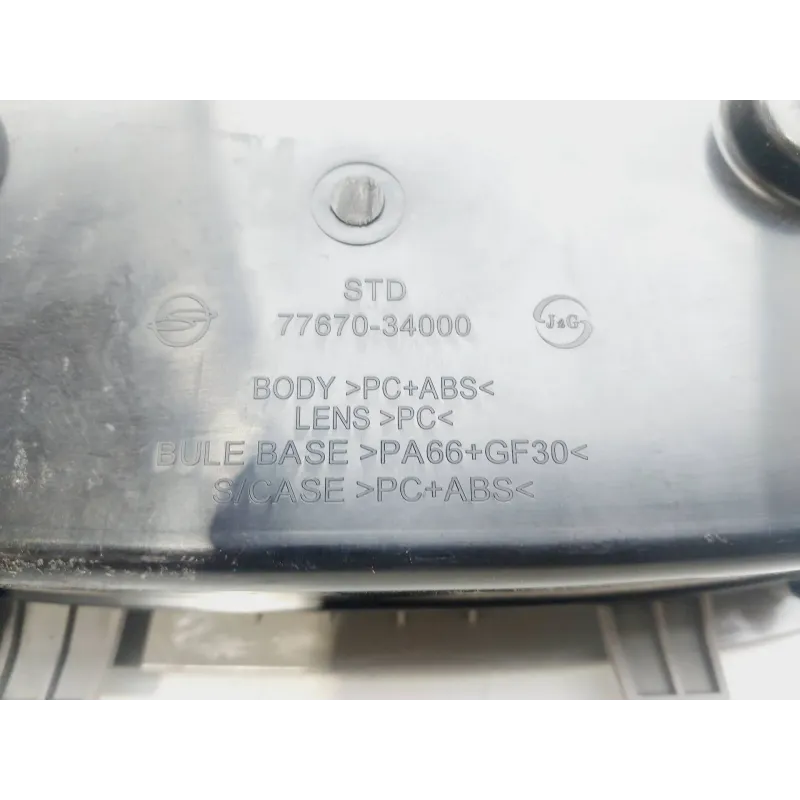 STD
77670-34000
J&G
BODY >PC+ABS<
LENS >PC<
BULE BASE >PA66+GF30<
S/CASE >PC+ABS<